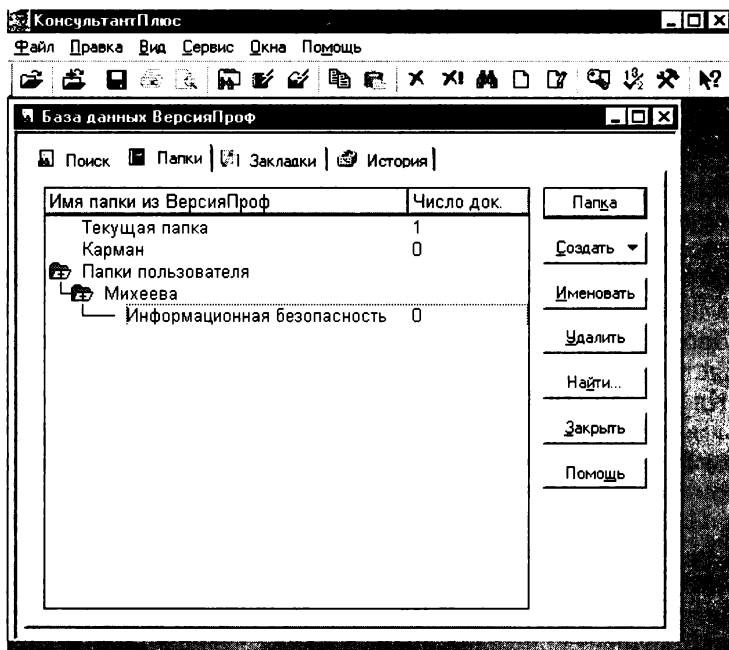 КонсультантПлюс
Файл Правка Вид Сервис Окна Помощь
База данных ВерсияПроф
Поиск Папки Закладки История
Имя папки из ВерсияПроф Число док.
Текущая папка 1
Карман 0
Папки пользователя
Михеева
Информационная безопасность 0
Папка
Создать
Именовать
Удалить
Найти...
Закрыть
Помощь